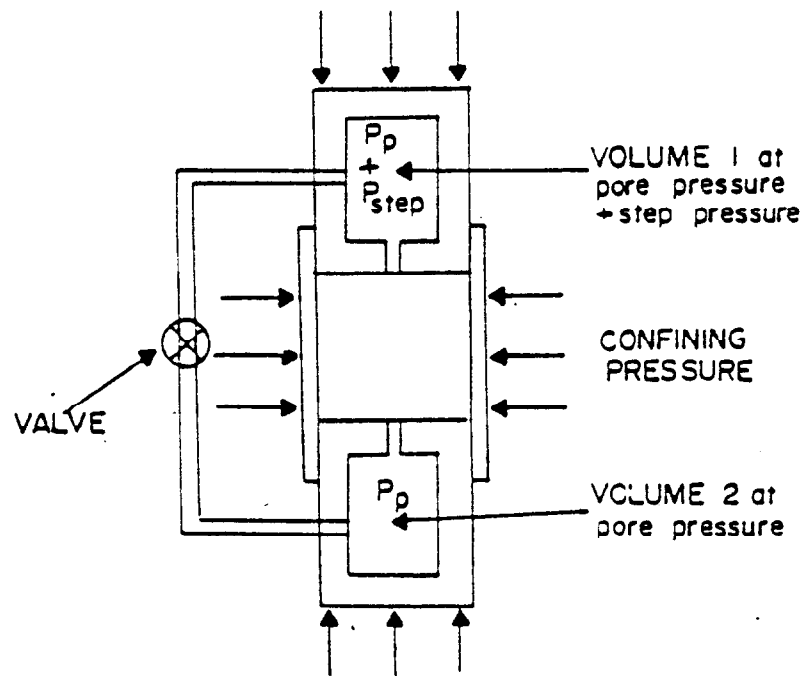 Pp
+
Pstep
VOLUME 1 at
pore pressure
+step pressure
CONFINING
PRESSURE
VALVE
Pp
VOLUME 2 at
pore pressure